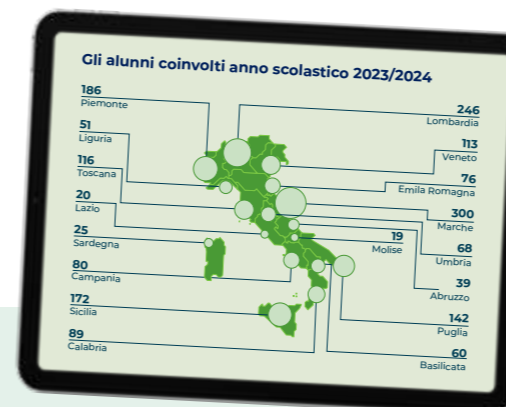 Gli alunni coinvolti anno scolastico 2023/2024
186
Piemonte
51
Liguria
116
Toscana
20
Lazio
25
Sardegna
80
Campania
172
Sicilia
89
Calabria
246
Lombardia
113
Veneto
76
Emila Romagna
300
Marche
19
Molise
68
Umbria
39
Abruzzo
142
Puglia
60
Basilicata